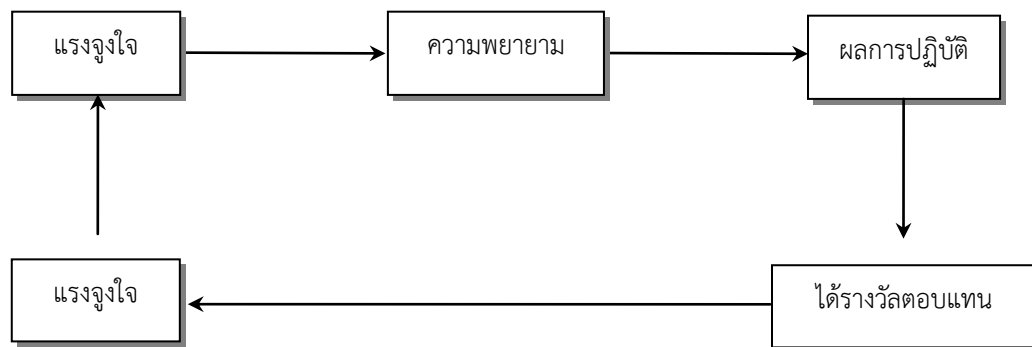 แรงจูงใจ
ความพยายาม
ผลการปฏิบัติ
แรงจูงใจ
ได้รางวัลตอบแทน